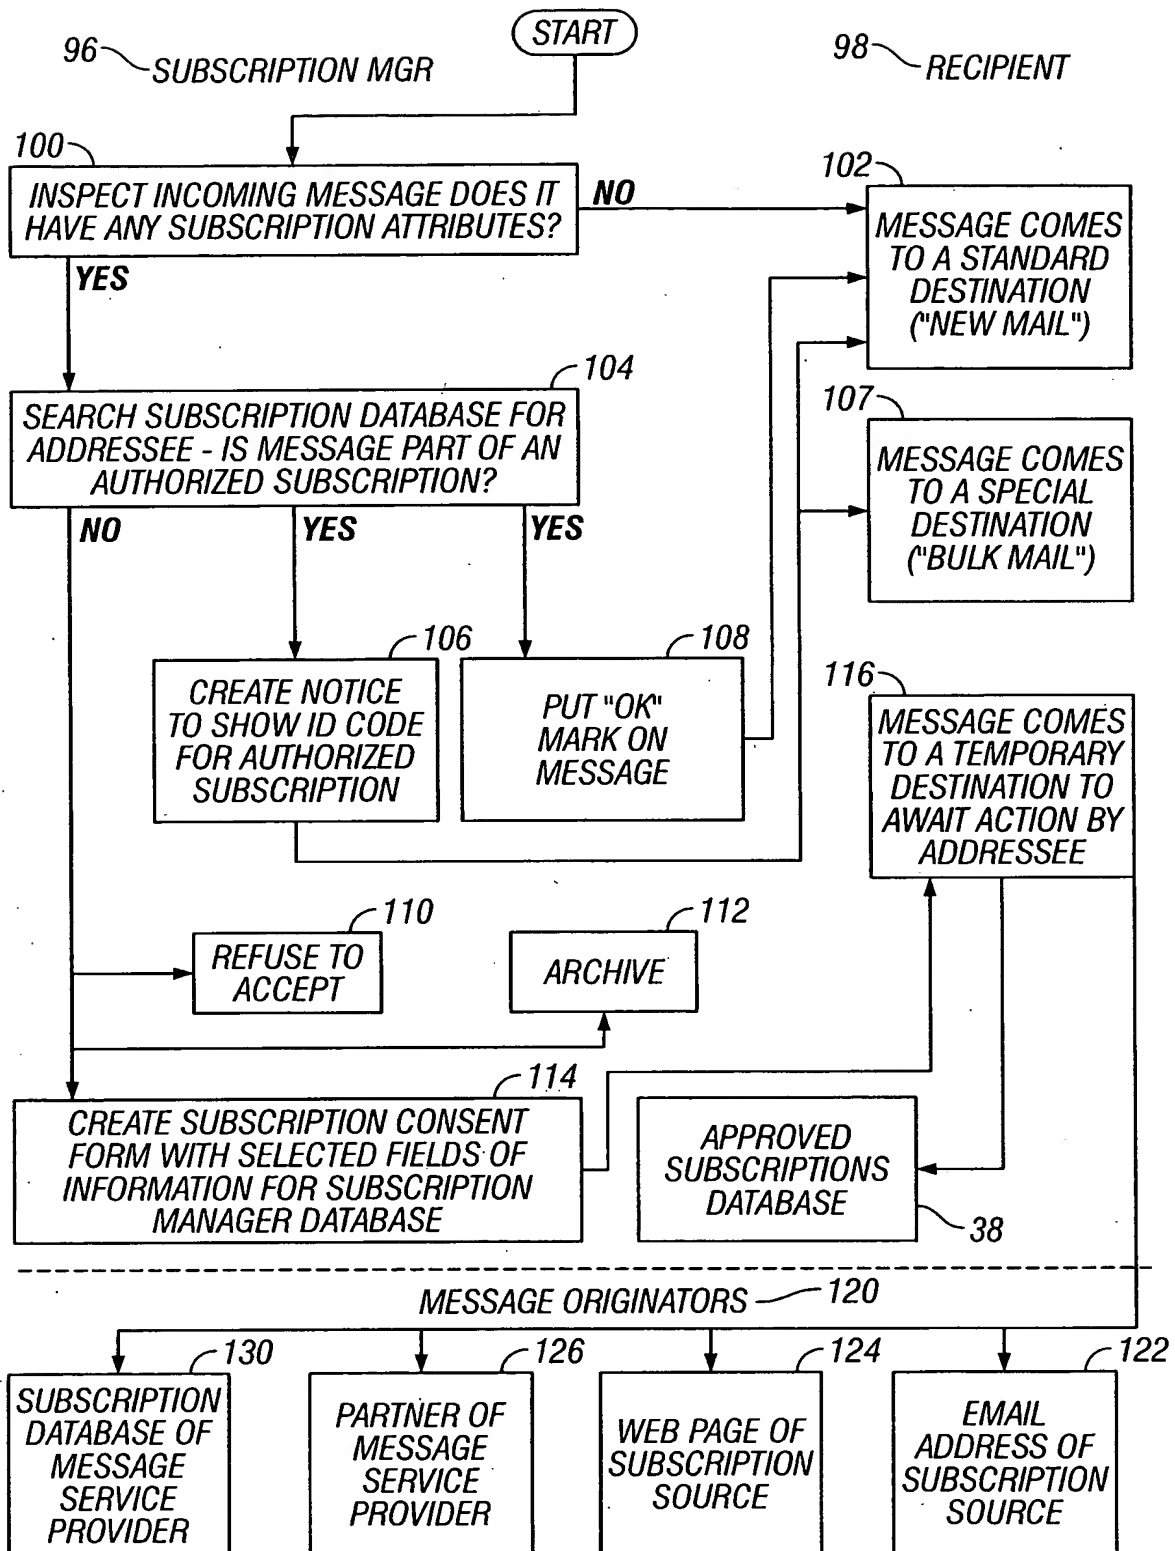 START
96
SUBSCRIPTION MGR
98
RECIPIENT
100
INSPECT INCOMING MESSAGE DOES IT
HAVE ANY SUBSCRIPTION ATTRIBUTES?
NO
YES
102
MESSAGE COMES
TO A STANDARD
DESTINATION
("NEW MAIL")
104
SEARCH SUBSCRIPTION DATABASE FOR
ADDRESSEE - IS MESSAGE PART OF AN
AUTHORIZED SUBSCRIPTION?
NO
YES
YES
107
MESSAGE COMES
TO A SPECIAL
DESTINATION
("BULK MAIL")
106
CREATE NOTICE
TO SHOW ID CODE
FOR AUTHORIZED
SUBSCRIPTION
108
PUT "OK"
MARK ON
MESSAGE
116
MESSAGE COMES
TO A TEMPORARY
DESTINATION TO
AWAIT ACTION BY
ADDRESSEE
110
REFUSE TO
ACCEPT
112
ARCHIVE
114
CREATE SUBSCRIPTION CONSENT
FORM WITH SELECTED FIELDS OF
INFORMATION FOR SUBSCRIPTION
MANAGER DATABASE
APPROVED
SUBSCRIPTIONS
DATABASE
38
MESSAGE ORIGINATORS
120
130
SUBSCRIPTION
DATABASE OF
MESSAGE
SERVICE
PROVIDER
126
PARTNER OF
MESSAGE
SERVICE
PROVIDER
124
WEB PAGE OF
SUBSCRIPTION
SOURCE
122
EMAIL
ADDRESS OF
SUBSCRIPTION
SOURCE